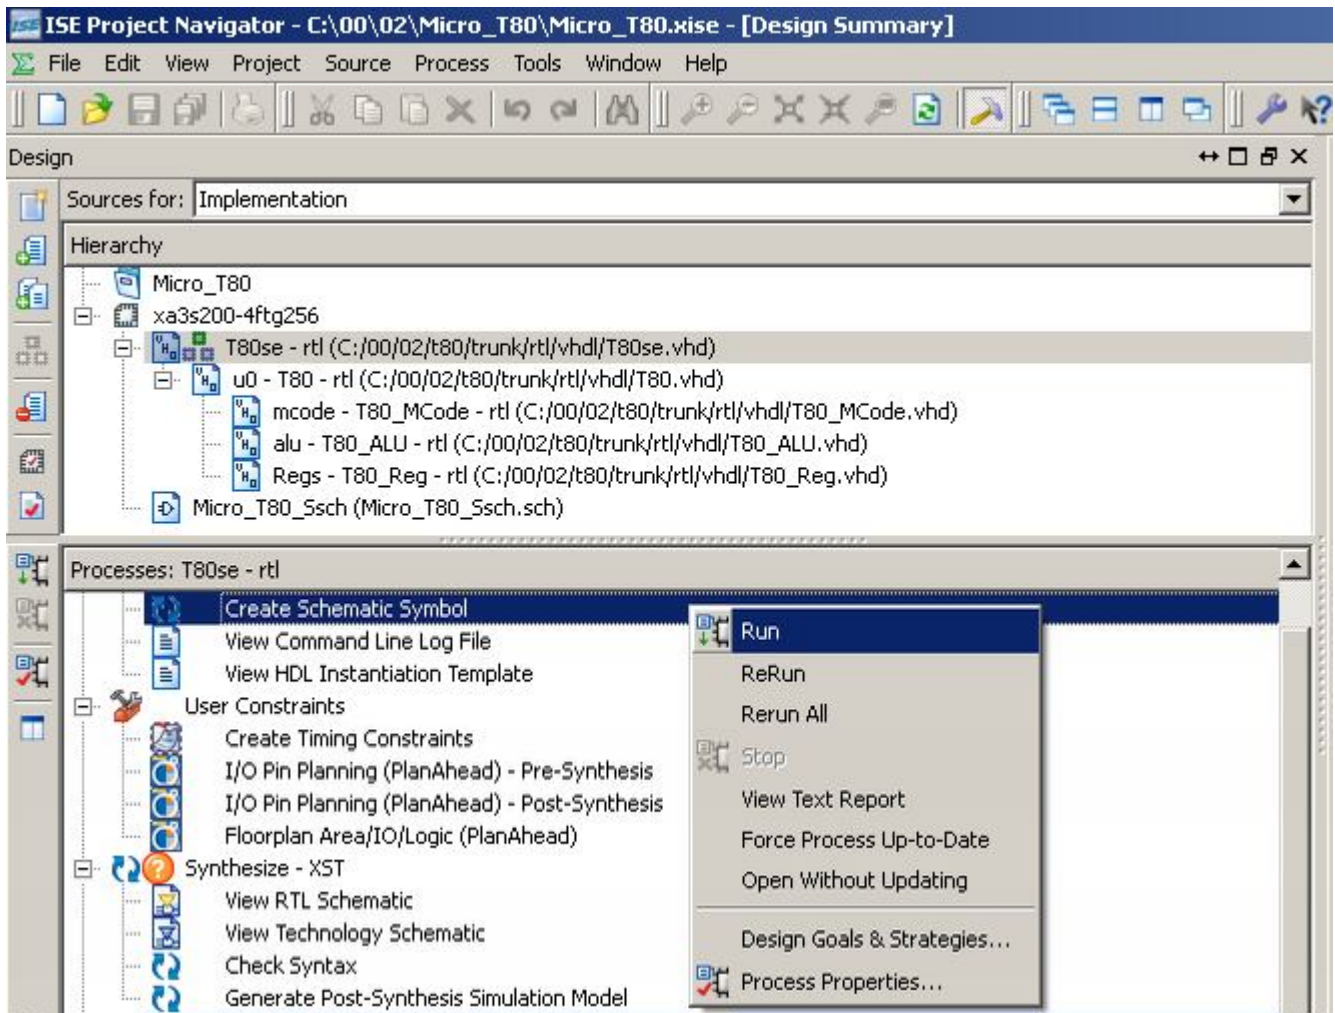 ISE Project Navigator - C:\00\02\Micro_T80\Micro_T80.xise - [Design Summary]
File Edit View Project Source Process Tools Window Help
Design
Sources for: Implementation
Hierarchy
Micro_T80
xa3s200-4ftg256
T80se - rtl (C:/00/02/t80/trunk/rtl/vhdl/T80se.vhd)
u0 - T80 - rtl (C:/00/02/t80/trunk/rtl/vhdl/T80.vhd)
mcode - T80_MCode - rtl (C:/00/02/t80/trunk/rtl/vhdl/T80_MCode.vhd)
alu - T80_ALU - rtl (C:/00/02/t80/trunk/rtl/vhdl/T80_ALU.vhd)
Regs - T80_Reg - rtl (C:/00/02/t80/trunk/rtl/vhdl/T80_Reg.vhd)
Micro_T80_Ssch (Micro_T80_Ssch.sch)
Processes: T80se - rtl
Create Schematic Symbol
View Command Line Log File
View HDL Instantiation Template
User Constraints
Create Timing Constraints
I/O Pin Planning (PlanAhead) - Pre-Synthesis
I/O Pin Planning (PlanAhead) - Post-Synthesis
Floorplan Area/IO/Logic (PlanAhead)
Synthesize - XST
View RTL Schematic
View Technology Schematic
Check Syntax
Generate Post-Synthesis Simulation Model
Run
ReRun
Rerun All
Stop
View Text Report
Force Process Up-to-Date
Open Without Updating
Design Goals & Strategies...
Process Properties...